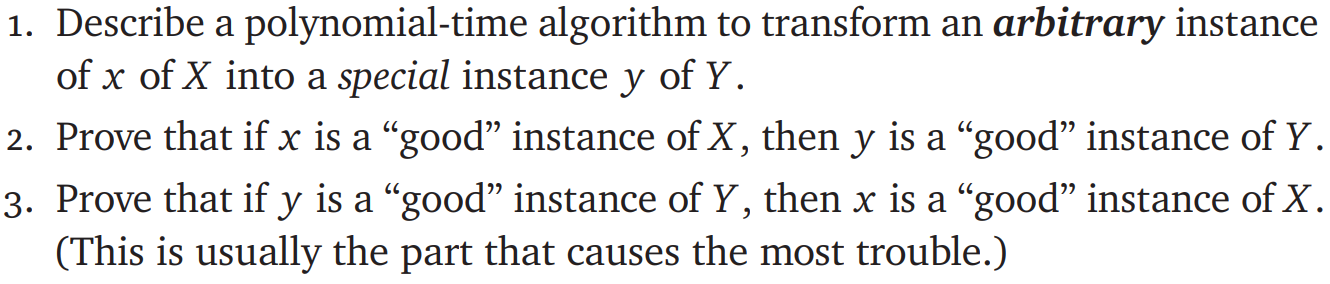 1. Describe a polynomial-time algorithm to transform an arbitrary instance
of x of X into a special instance y of Y.
2. Prove that if x is a “good” instance of X, then y is a “good” instance of Y.
3. Prove that if y is a “good” instance of Y, then x is a “good” instance of X.
(This is usually the part that causes the most trouble.)